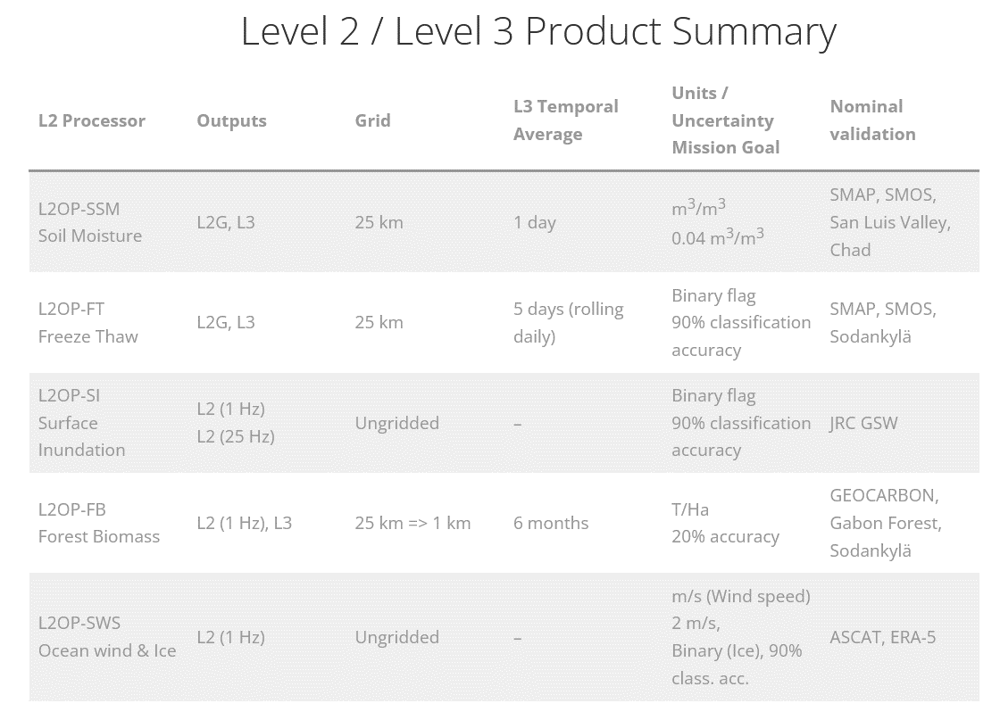 Level 2 / Level 3 Product Summary
L2 Processor
Outputs
Grid
L3 Temporal
Average
Units /
Uncertainty
Mission Goal
Nominal
validation
L2OP-SSM
Soil Moisture
L2G, L3
25 km
1 day
m³/m³
0.04 m³/m³
SMAP, SMOS,
San Luis Valley,
Chad
L2OP-FT
Freeze Thaw
L2G, L3
25 km
5 days (rolling
daily)
Binary flag
90% classification
accuracy
SMAP, SMOS,
Sodankylä
L2OP-SI
Surface
Inundation
L2 (1 Hz)
L2 (25 Hz)
Ungridded
–
Binary flag
90% classification
accuracy
JRC GSW
L2OP-FB
Forest Biomass
L2 (1 Hz), L3
25 km => 1 km
6 months
T/Ha
20% accuracy
GEOCARBON,
Gabon Forest,
Sodankylä
L2OP-SWS
Ocean wind & Ice
L2 (1 Hz)
Ungridded
–
m/s (Wind speed)
2 m/s,
Binary (Ice), 90%
class. acc.
ASCAT, ERA-5